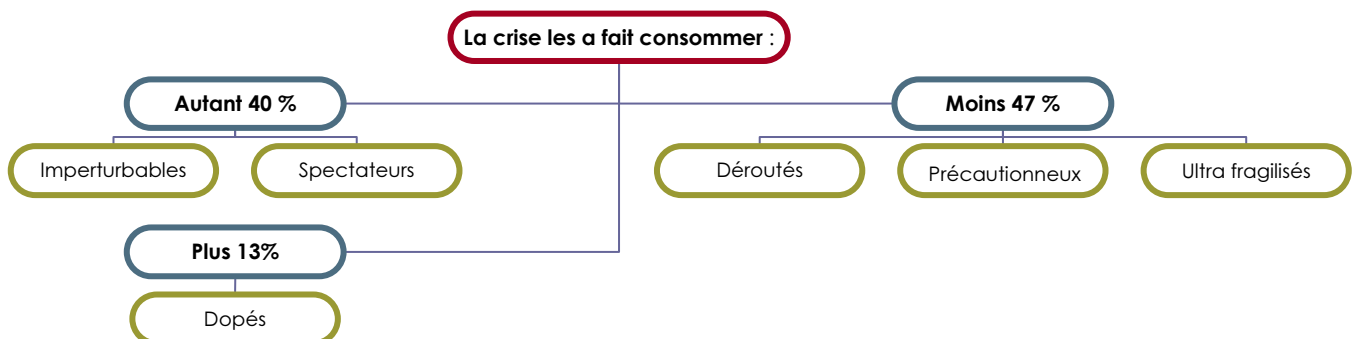 La crise les a fait consommer :
Autant 40 %
Moins 47 %
Imperturbables
Spectateurs
Déroutés
Précautionneux
Ultra fragilisés
Plus 13%
Dopés